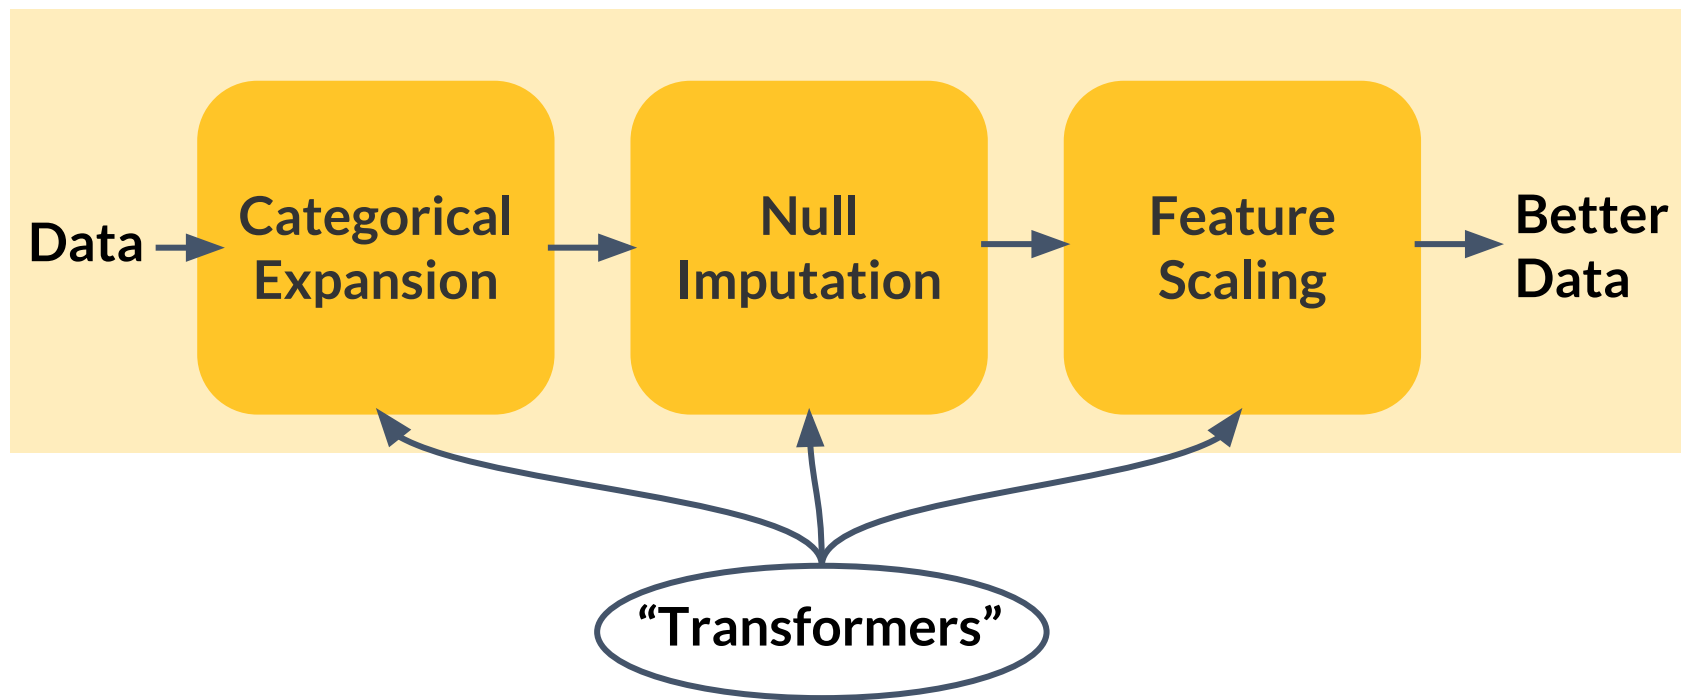 Data
Categorical
Expansion
Null
Imputation
Feature
Scaling
Better
Data
“Transformers”